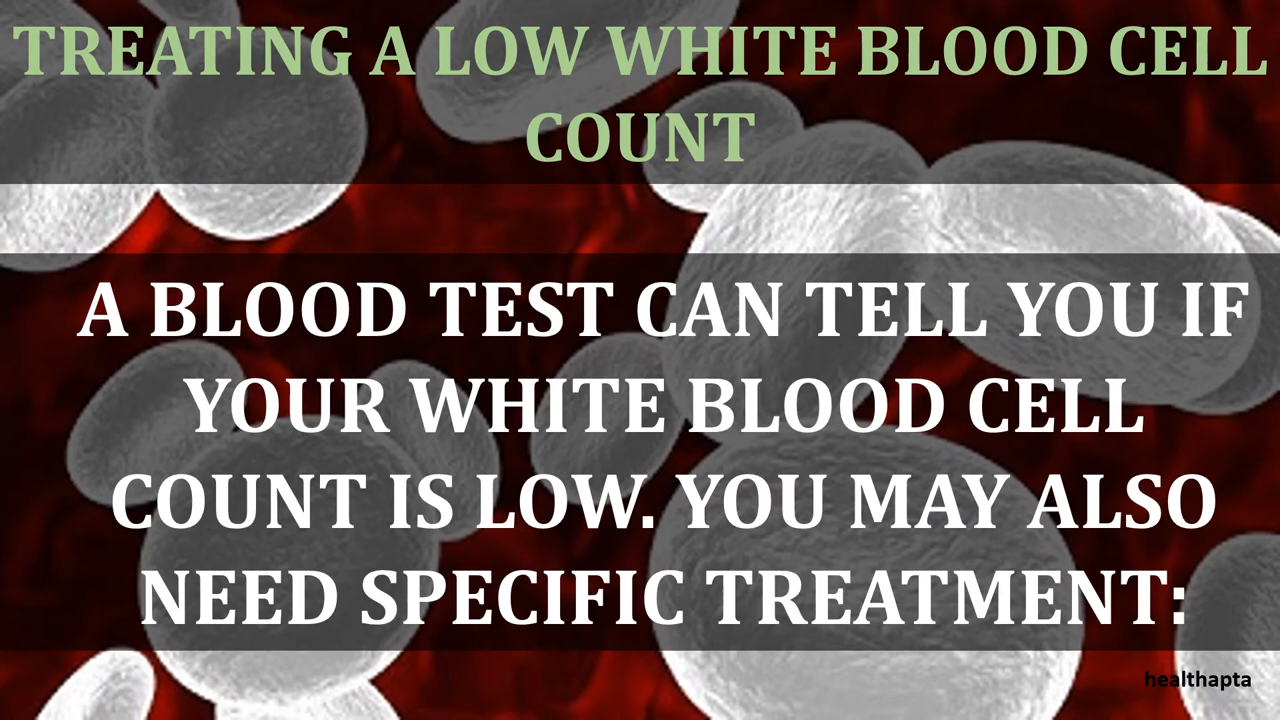 TREATING A LOW WHITE BLOOD CELL
COUNT
A BLOOD TEST CAN TELL YOU IF
YOUR WHITE BLOOD CELL
COUNT IS LOW. YOU MAY ALSO
NEED SPECIFIC TREATMENT:
healthapta